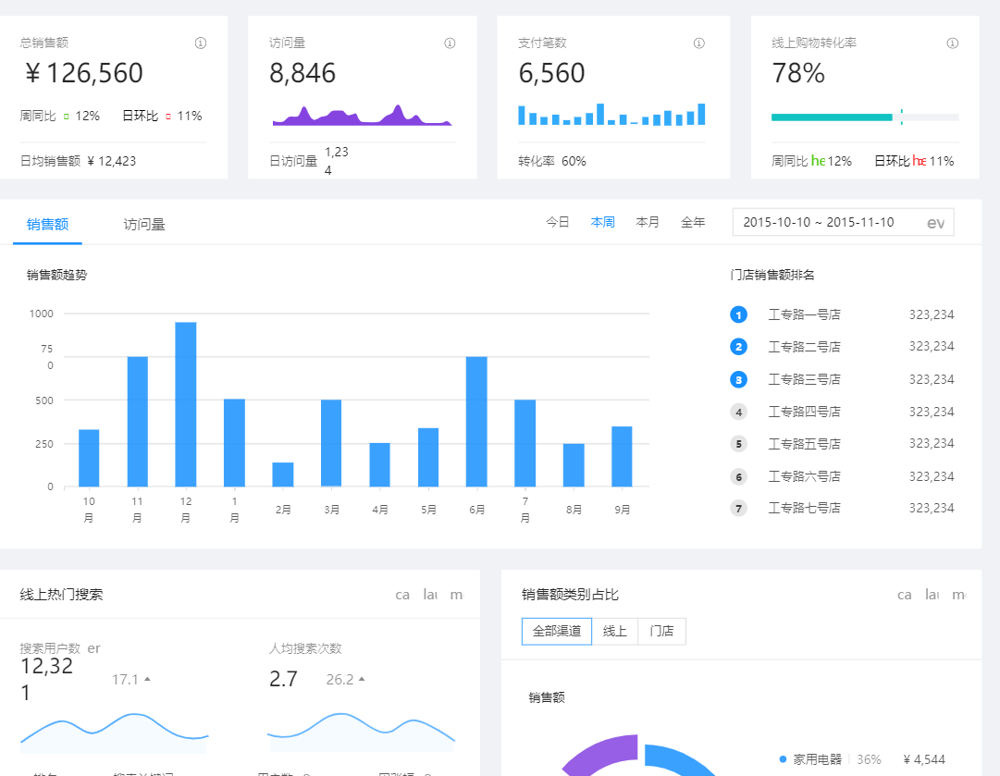 总销售额
¥ 126,560
周同比 12% 日环比 11%
日均销售额 ¥ 12,423
访问量
8,846
日访问量 1,23
4
支付笔数
6,560
转化率 60%
线上购物转化率
78%
周同比 he 12% 日环比 he 11%
销售额 访问量 今日 本周 本月 全年 2015-10-10 ~ 2015-11-10 ev
销售额趋势
1000
75
0
500
250
0
10
月
11
月
12
月
1
月
2月
3月
4月
5月
6月
7
月
8月
9月
门店销售额排名
1 工专路一号店 323,234
2 工专路二号店 323,234
3 工专路三号店 323,234
4 工专路四号店 323,234
5 工专路五号店 323,234
6 工专路六号店 323,234
7 工专路七号店 323,234
线上热门搜索 ca lau m
搜索用户数 er
12,32
1
17.1
人均搜索次数
2.7 26.2
销售额类别占比 ca lau m
全部渠道 线上 门店
销售额
家用电器 36% ¥ 4,544